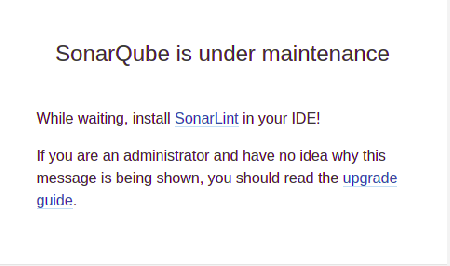 SonarQube is under maintenance
While waiting, install SonarLint in your IDE!
If you are an administrator and have no idea why this
message is being shown, you should read the upgrade
guide.